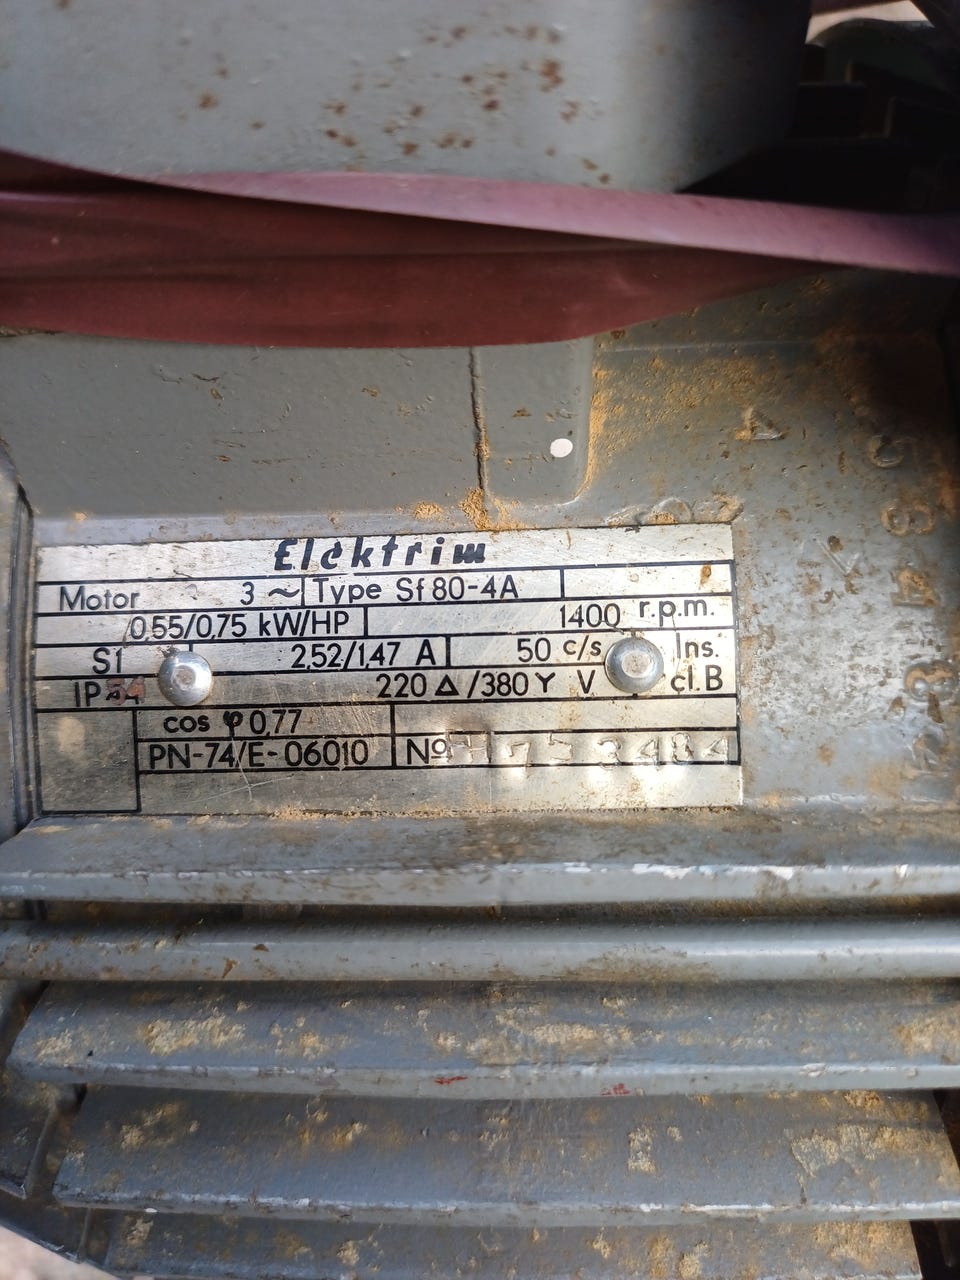 Elektrim
Motor 3 ~ Type Sf 80-4A
0,55/0,75 kW/HP 1400 r.p.m.
S1 2,52/1,47 A 50 c/s Ins.
IP 220 Δ /380 Y V cl. B
cos φ 0,77
PN-74/E-06010 Nº